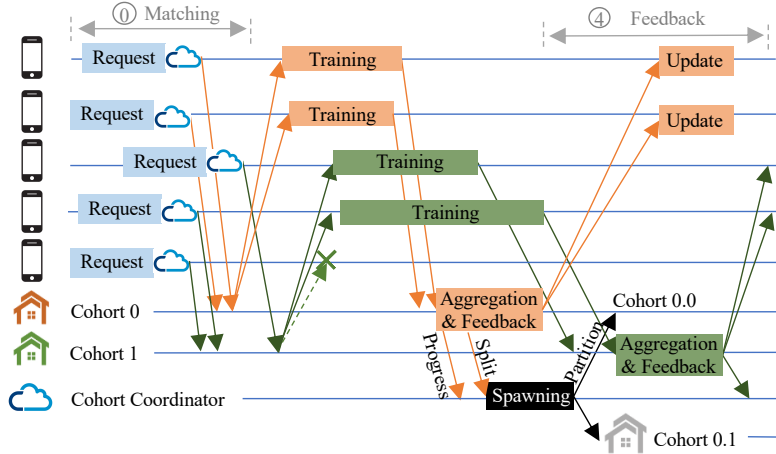 0 Matching
4 Feedback
Request
Training
Update
Request
Training
Update
Request
Training
Request
Training
Request
Cohort 0
Aggregation
& Feedback
Cohort 0.0
Cohort 1
Progress
Split
Partition
Aggregation
& Feedback
Cohort Coordinator
Spawning
Cohort 0.1